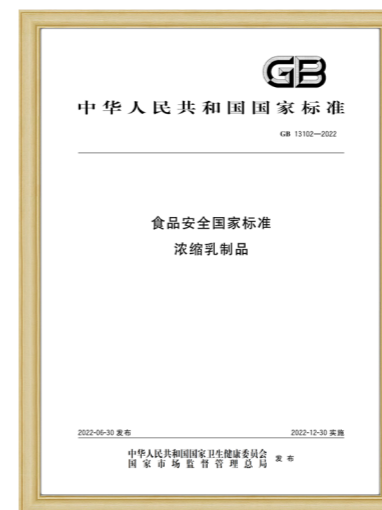 GB
中华人民共和国国家标准
GB 13102—2022
食品安全国家标准
浓缩乳制品
2022-06-30 发布
2022-12-30 实施
中华人民共和国国家卫生健康委员会
国家市场监督管理总局
发布